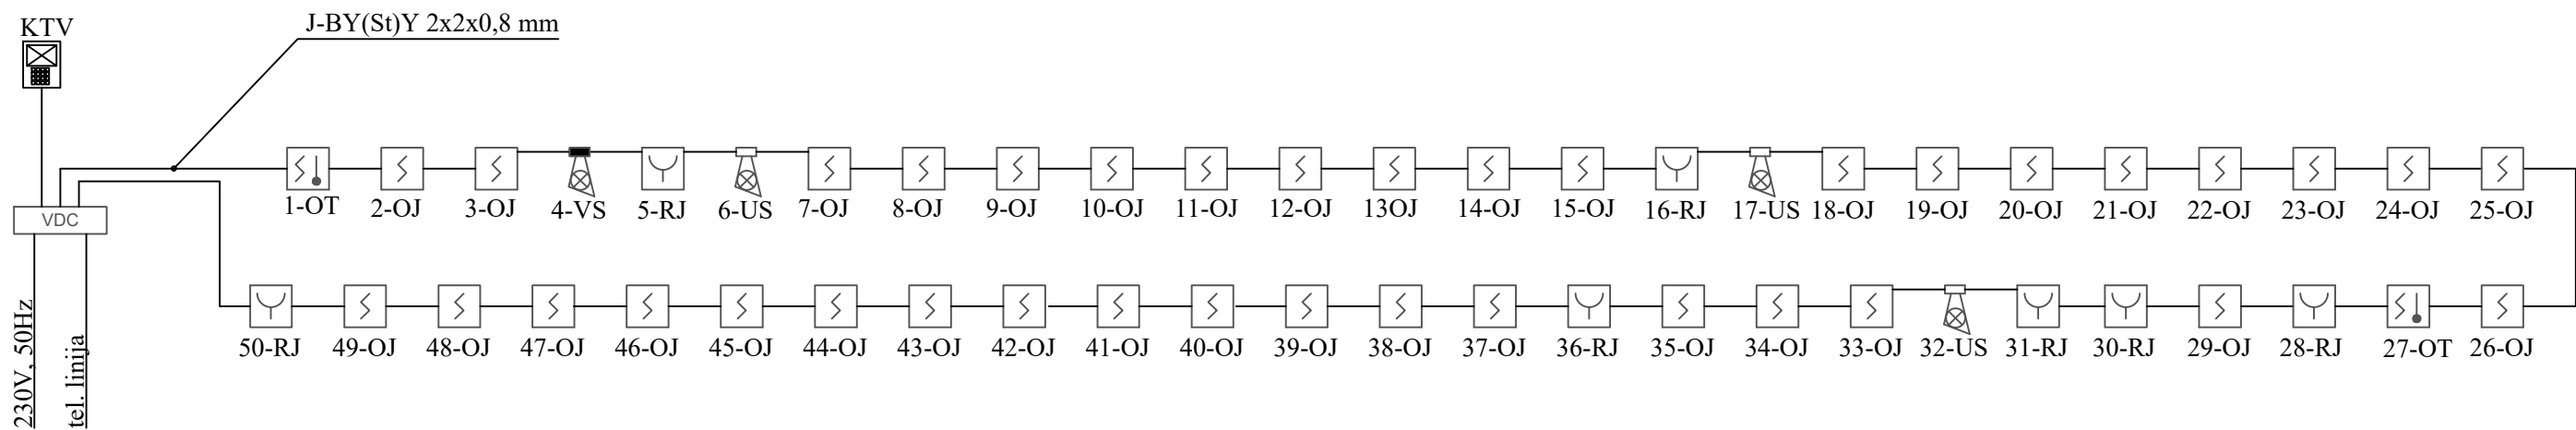 KTV
J-BY(St)Y 2x2x0,8 mm
1-OT 2-OJ 3-OJ 4-VS 5-RJ 6-US 7-OJ 8-OJ 9-OJ 10-OJ 11-OJ 12-OJ 13OJ 14-OJ 15-OJ 16-RJ 17-US 18-OJ 19-OJ 20-OJ 21-OJ 22-OJ 23-OJ 24-OJ 25-OJ
VDC
50-RJ 49-OJ 48-OJ 47-OJ 46-OJ 45-OJ 44-OJ 43-OJ 42-OJ 41-OJ 40-OJ 39-OJ 38-OJ 37-OJ 36-RJ 35-OJ 34-OJ 33-OJ 32-US 31-RJ 30-RJ 29-OJ 28-RJ 27-OT 26-OJ
230V, 50Hz
tel. linija